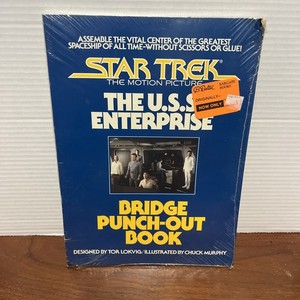 ASSEMBLE THE VITAL CENTER OF THE GREATEST
SPACESHIP OF ALL TIME-WITHOUT SCISSORS OR GLUE!
STAR TREK
THE MOTION PICTURE
THE U.S.S.
ENTERPRISE
NOW ONLY
BRIDGE
PUNCH-OUT
BOOK
DESIGNED BY TOR LOKVIG/ILLUSTRATED BY CHUCK MURPHY